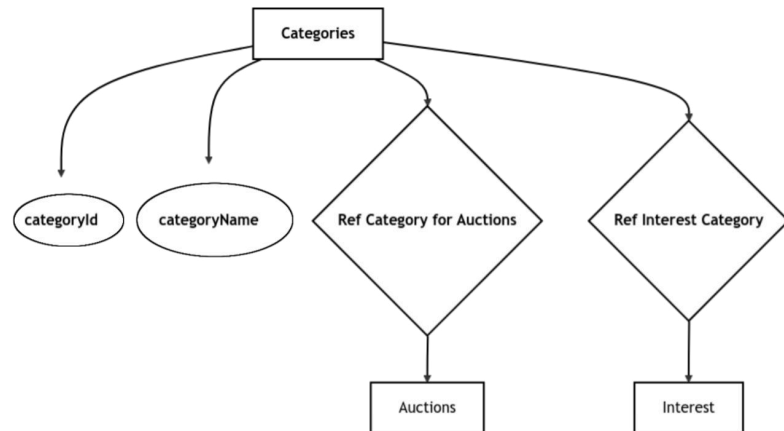 Categories
categoryId
categoryName
Ref Category for Auctions
Ref Interest Category
Auctions
Interest